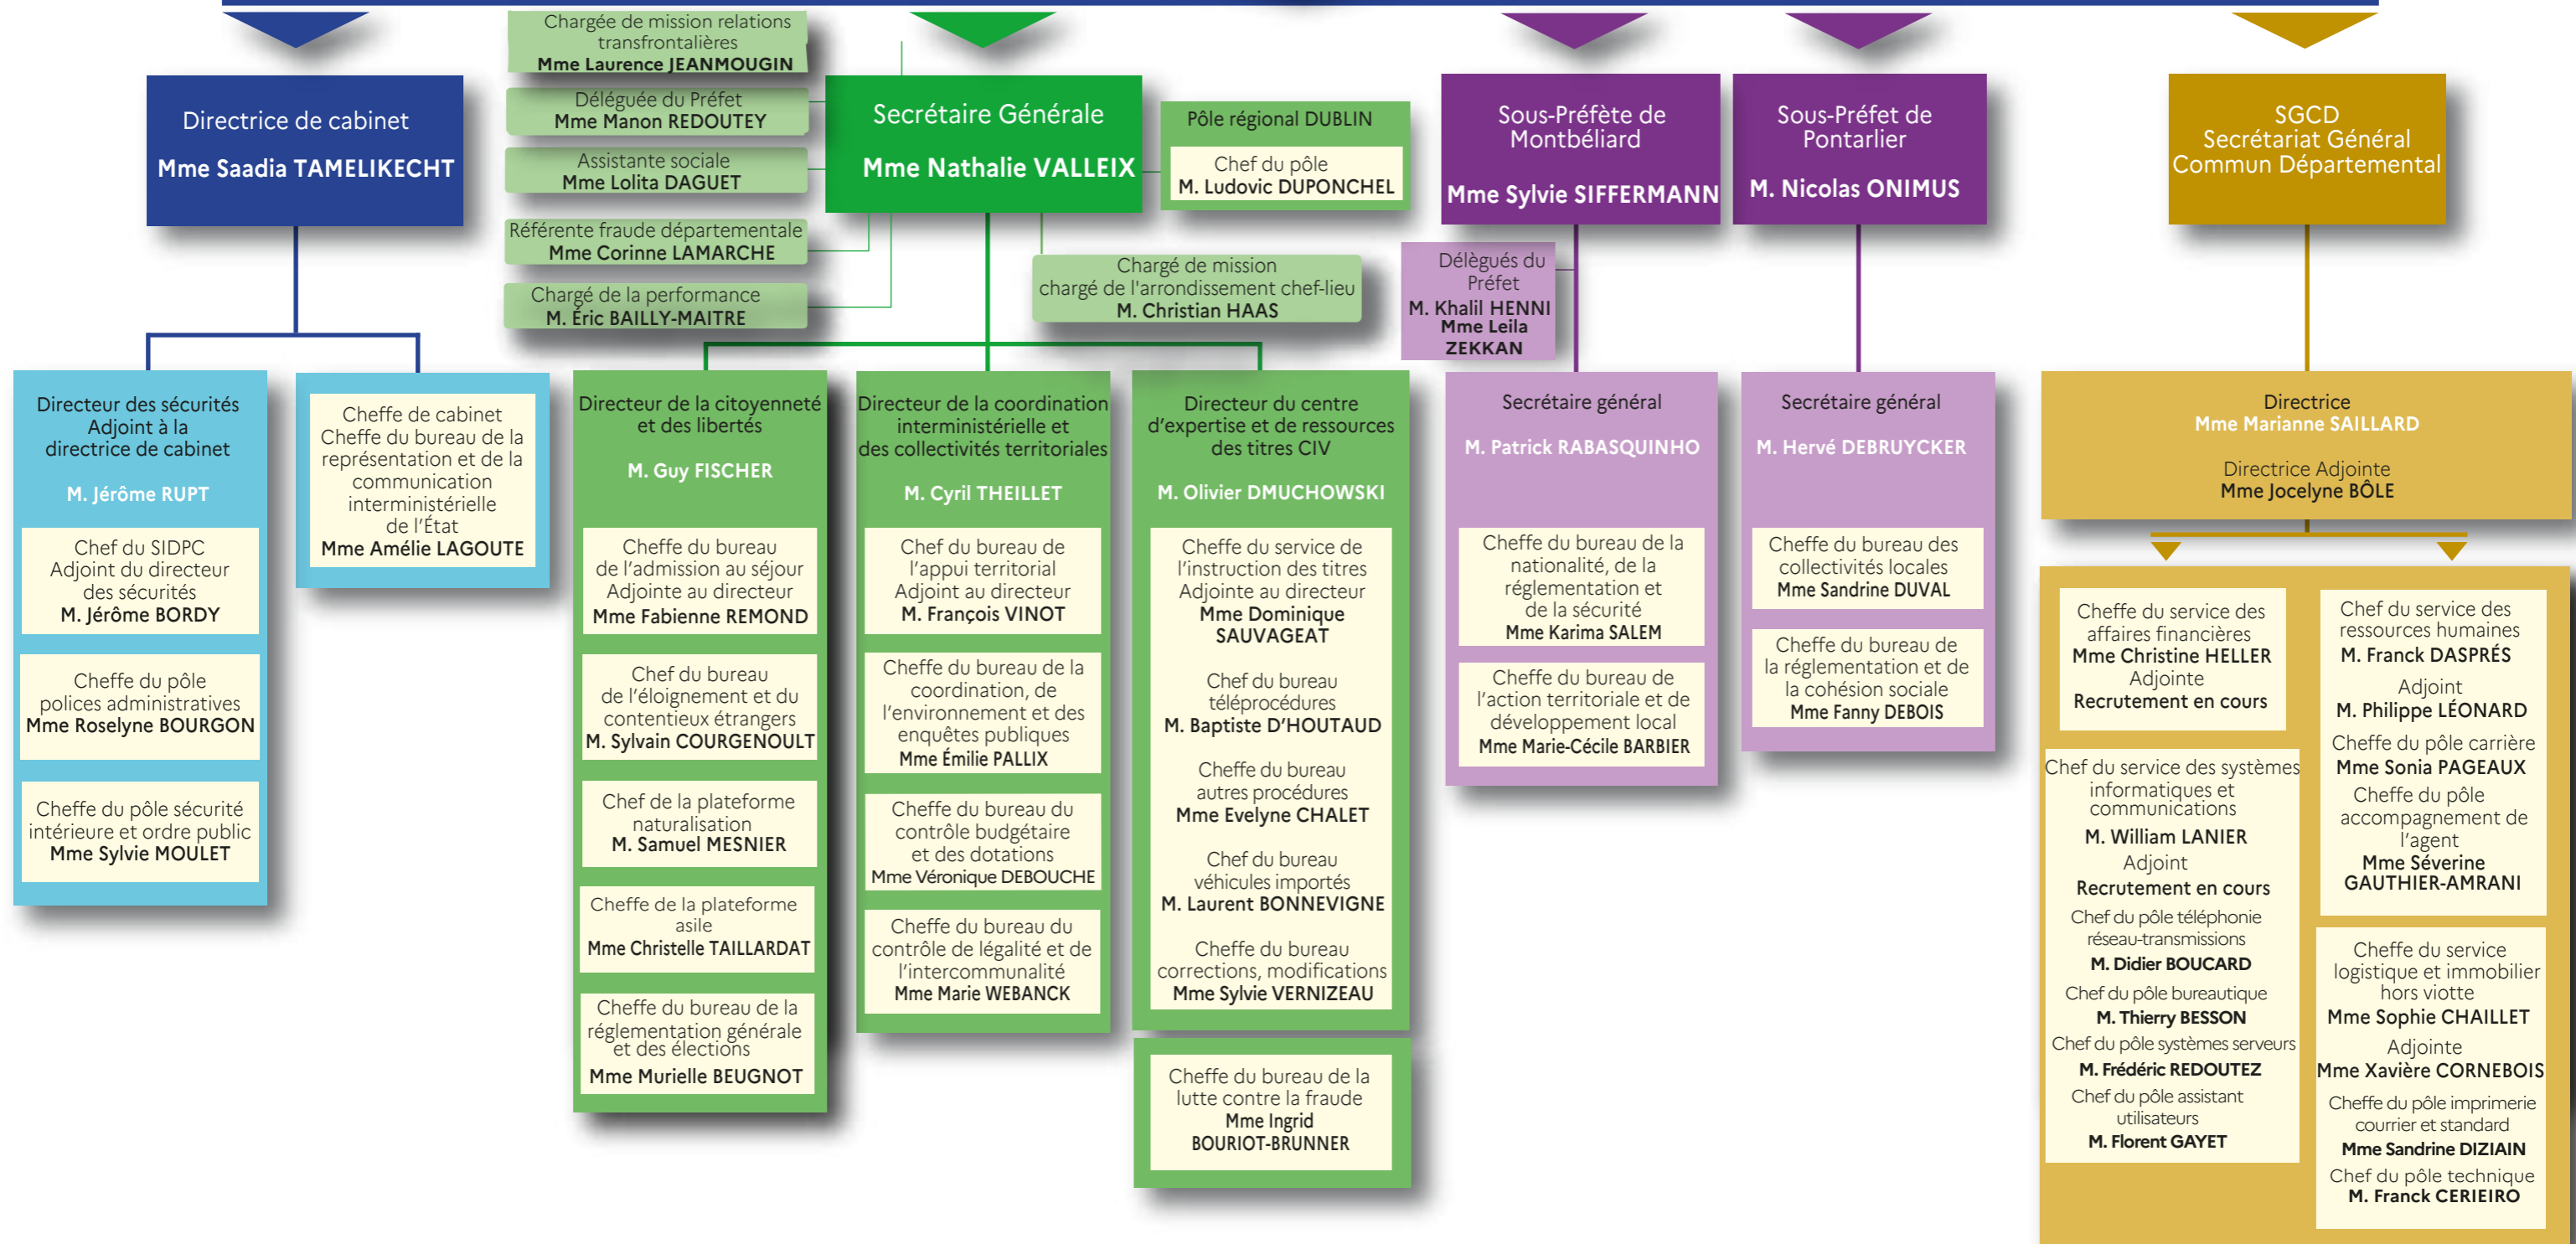 Chargée de mission relations
transfrontalières
Mme Laurence JEANMOUGIN
Déléguée du Préfet
Mme Manon REDOUTEY
Assistante sociale
Mme Lolita DAGUET
Référente fraude départementale
Mme Corinne LAMARCHE
Chargé de la performance
M. Éric BAILLY-MAITRE
Directrice de cabinet
Mme Saadia TAMELIKECHT
Secrétaire Générale
Mme Nathalie VALLEIX
Pôle régional DUBLIN
Chef du pôle
M. Ludovic DUPONCHEL
Chargé de mission
chargé de l'arrondissement chef-lieu
M. Christian HAAS
Sous-Préfète de
Montbéliard
Mme Sylvie SIFFERMANN
Sous-Préfet de
Pontarlier
M. Nicolas ONIMUS
SGCD
Secrétariat Général
Commun Départemental
Délègués du
Préfet
M. Khalil HENNI
Mme Leila
ZEKKAN
Directeur des sécurités
Adjoint à la
directrice de cabinet
M. Jérôme RUPT
Chef du SIDPC
Adjoint du directeur
des sécurités
M. Jérôme BORDY
Cheffe du pôle
polices administratives
Mme Roselyne BOURGON
Cheffe du pôle sécurité
intérieure et ordre public
Mme Sylvie MOULET
Cheffe de cabinet
Cheffe du bureau de la
représentation et de la
communication
interministérielle
de l'État
Mme Amélie LAGOUTE
Directeur de la citoyenneté
et des libertés
M. Guy FISCHER
Cheffe du bureau
de l'admission au séjour
Adjointe au directeur
Mme Fabienne REMOND
Chef du bureau
de l'éloignement et du
contentieux étrangers
M. Sylvain COURGENOULT
Chef de la plateforme
naturalisation
M. Samuel MESNIER
Cheffe de la plateforme
asile
Mme Christelle TAILLARDAT
Cheffe du bureau de la
réglementation générale
et des élections
Mme Murielle BEUGNOT
Directeur de la coordination
interministérielle et
des collectivités territoriales
M. Cyril THEILLET
Chef du bureau de
l'appui territorial
Adjoint au directeur
M. François VINOT
Cheffe du bureau de la
coordination, de
l'environnement et des
enquêtes publiques
Mme Émilie PALLIX
Cheffe du bureau du
contrôle budgétaire
et des dotations
Mme Véronique DEBOUCHE
Cheffe du bureau du
contrôle de légalité et de
l'intercommunalité
Mme Marie WEBANCK
Directeur du centre
d'expertise et de ressources
des titres CIV
M. Olivier DMUCHOWSKI
Cheffe du service de
l'instruction des titres
Adjointe au directeur
Mme Dominique
SAUVAGEAT
Chef du bureau
téléprocédures
M. Baptiste D'HOUTAUD
Cheffe du bureau
autres procédures
Mme Evelyne CHALET
Chef du bureau
véhicules importés
M. Laurent BONNEVIGNE
Cheffe du bureau
corrections, modifications
Mme Sylvie VERNIZEAU
Cheffe du bureau de la
lutte contre la fraude
Mme Ingrid
BOURIOT-BRUNNER
Secrétaire général
M. Patrick RABASQUINHO
Cheffe du bureau de la
nationalité, de la
réglementation et
de la sécurité
Mme Karima SALEM
Cheffe du bureau de
l'action territoriale et de
développement local
Mme Marie-Cécile BARBIER
Secrétaire général
M. Hervé DEBRUYCKER
Cheffe du bureau des
collectivités locales
Mme Sandrine DUVAL
Cheffe du bureau de
la réglementation et de
la cohésion sociale
Mme Fanny DEBOIS
Directrice
Mme Marianne SAILLARD
Directrice Adjointe
Mme Jocelyne BÔLE
Cheffe du service des
affaires financières
Mme Christine HELLER
Adjointe
Recrutement en cours
Chef du service des systèmes
informatiques et
communications
M. William LANIER
Adjoint
Recrutement en cours
Chef du pôle téléphonie
réseau-transmissions
M. Didier BOUCARD
Chef du pôle bureautique
M. Thierry BESSON
Chef du pôle systèmes serveurs
M. Frédéric REDOUTEZ
Chef du pôle assistant
utilisateurs
M. Florent GAYET
Chef du service des
ressources humaines
M. Franck DASPRÉS
Adjoint
M. Philippe LÉONARD
Cheffe du pôle carrière
Mme Sonia PAGEAUX
Cheffe du pôle
accompagnement de
l'agent
Mme Séverine
GAUTHIER-AMRANI
Cheffe du service
logistique et immobilier
hors viotte
Mme Sophie CHAILLET
Adjointe
Mme Xavière CORNEBOIS
Cheffe du pôle imprimerie
courrier et standard
Mme Sandrine DIZIAIN
Chef du pôle technique
M. Franck CERIEIRO